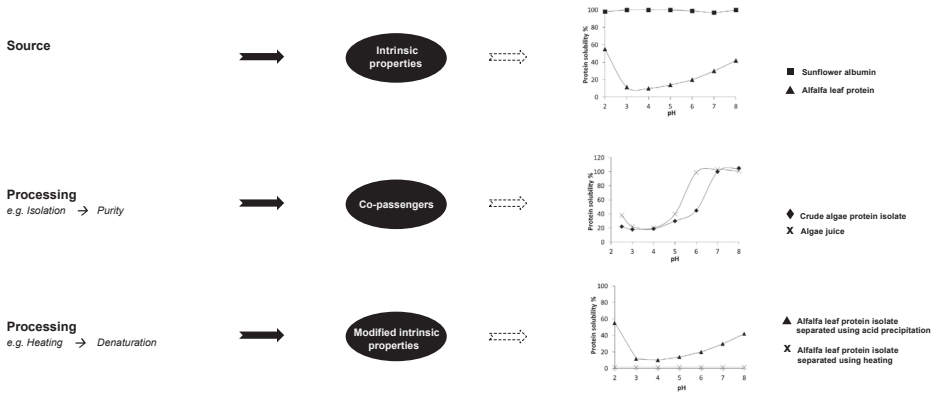 Source
Intrinsic
properties
Protein solubility %
100
80
60
40
20
0
2 3 4 5 6 7 8
pH
Sunflower albumin
Alfalfa leaf protein
Processing
e.g. Isolation → Purity
Co-passengers
Protein solubility %
120
100
80
60
40
20
0
2 3 4 5 6 7 8
pH
Crude algae protein isolate
x Algae juice
Processing
e.g. Heating → Denaturation
Modified intrinsic
properties
Protein solubility %
100
80
60
40
20
0
2 3 4 5 6 7 8
pH
Alfalfa leaf protein isolate
separated using acid precipitation
x Alfalfa leaf protein isolate
separated using heating